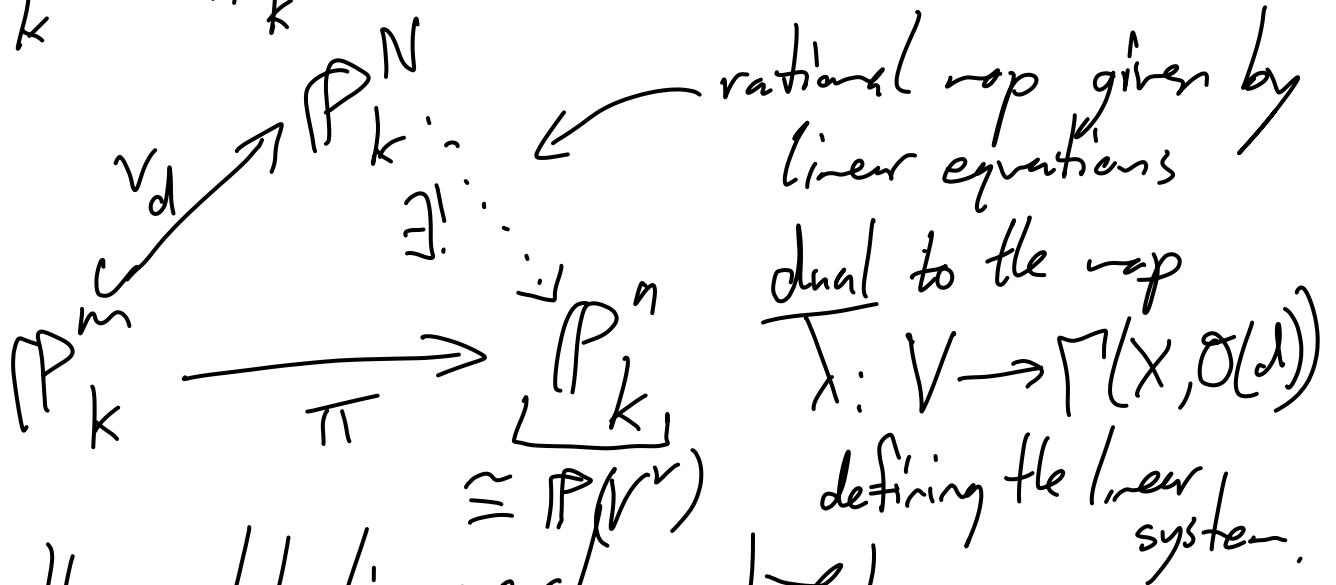 k k
ℙ^N_k
rational map given by
linear equations
v_d
∃!
dual to the map
ℙ^m_k
π
ℙ^n_k
λ: V → Γ(X, O(d))
≅ ℙ(V^∨)
defining the linear
system.